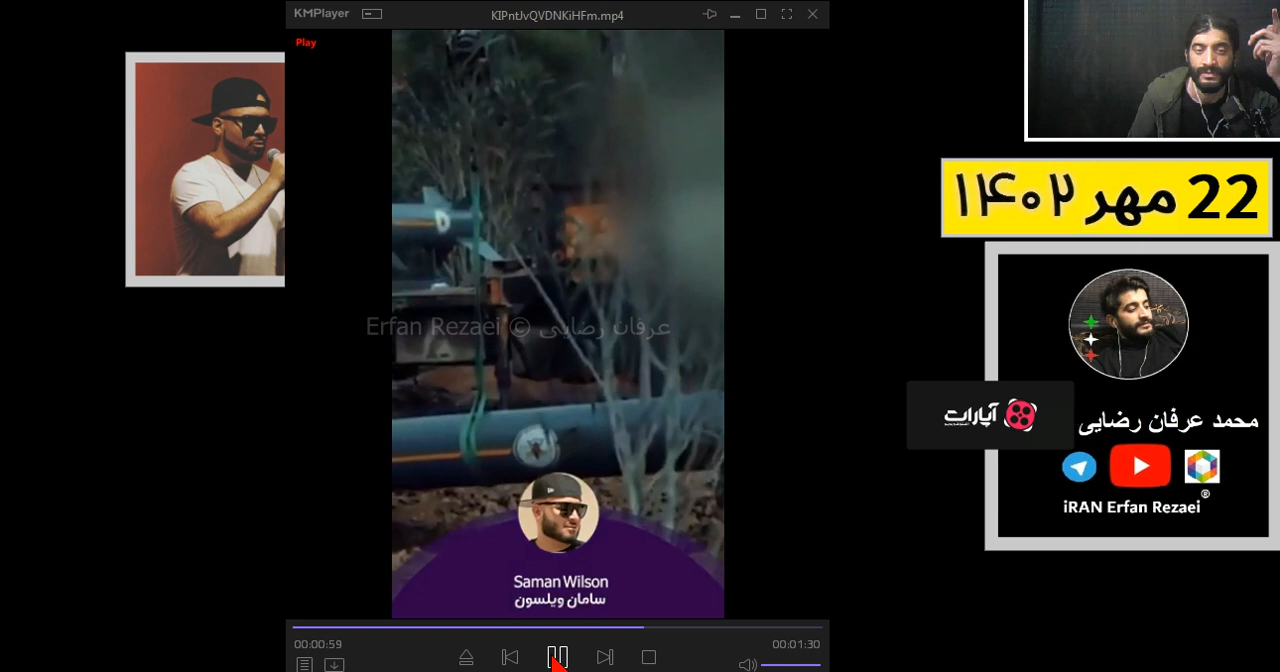 KMPlayer
KIPntJvQVDNKiHFm.mp4
Play
22 مهر ۱۴۰۲
Erfan Rezaei © عرفان رضایی
آپارات
محمد عرفان رضایی
iRAN Erfan Rezaei®
Saman Wilson
سامان ویلسون
00:00:59
00:01:30